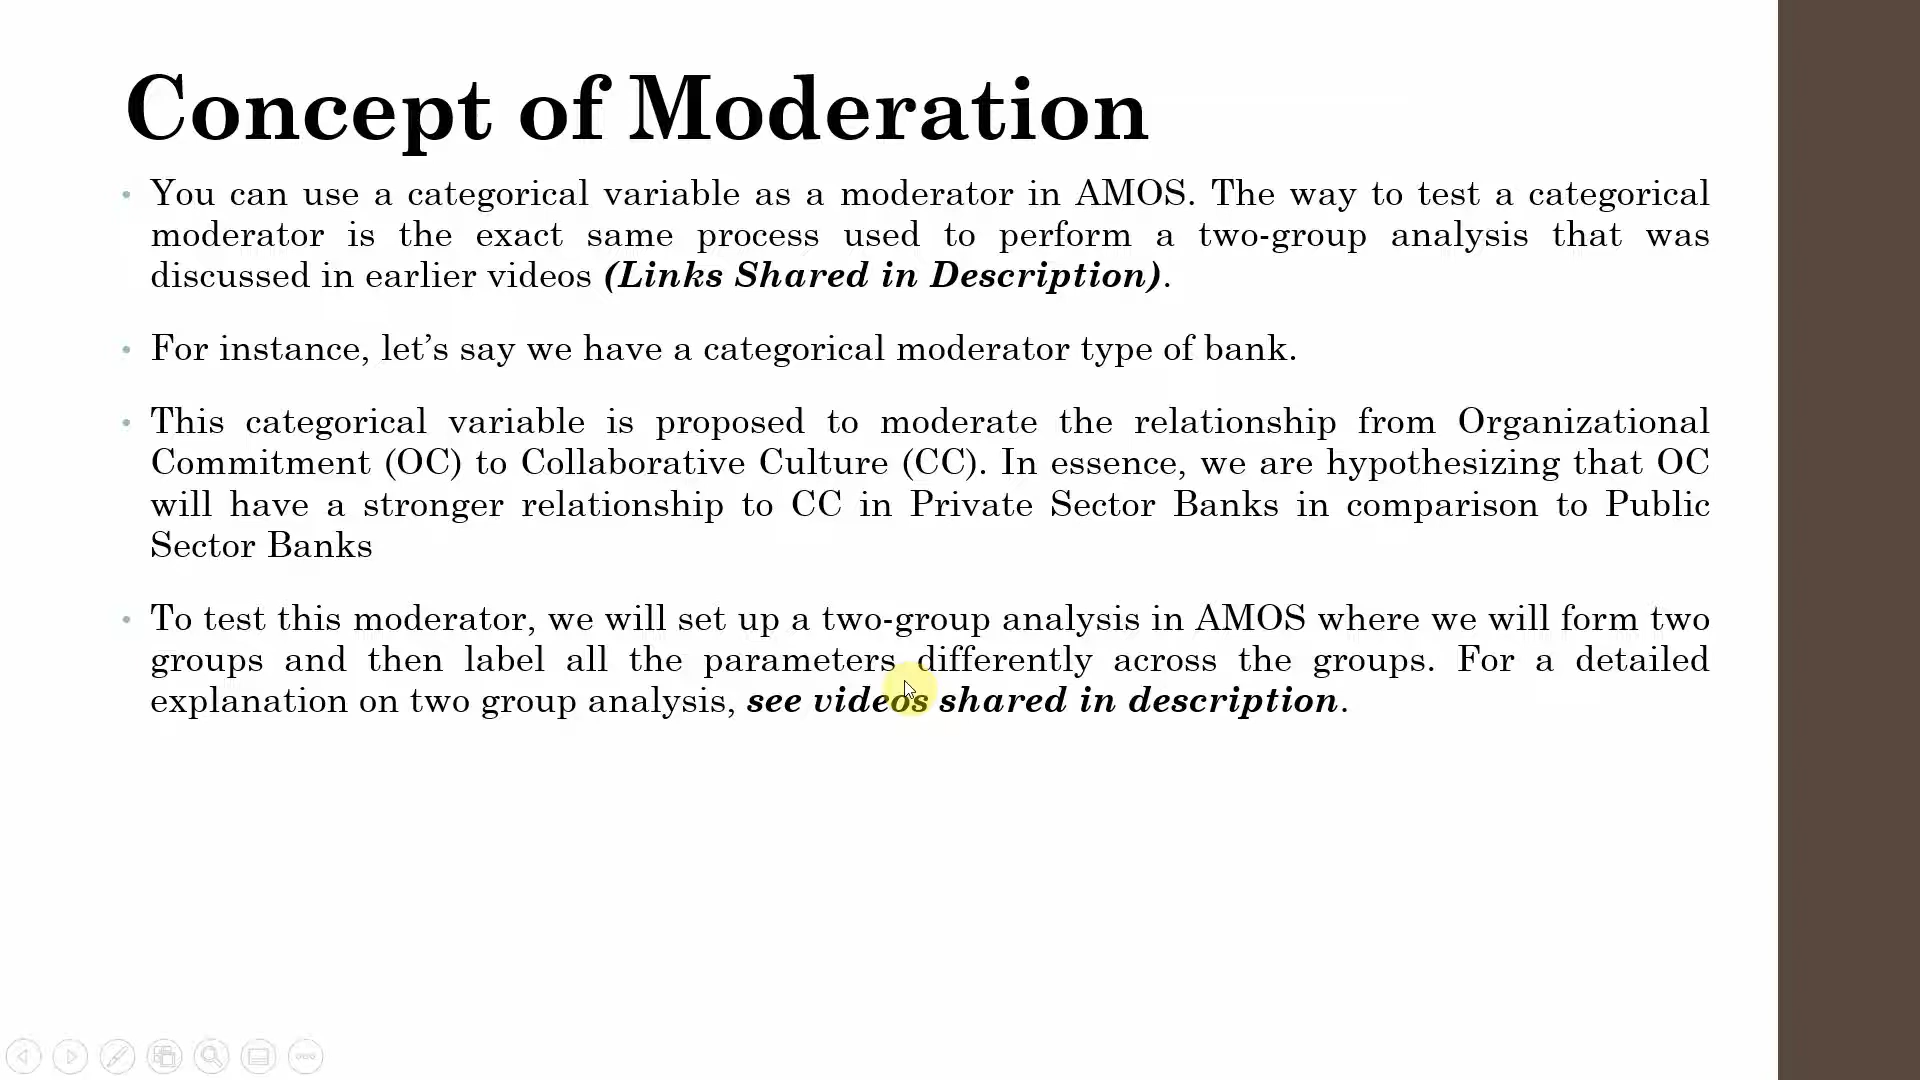 Concept of Moderation
• You can use a categorical variable as a moderator in AMOS. The way to test a categorical
moderator is the exact same process used to perform a two-group analysis that was
discussed in earlier videos (Links Shared in Description).
• For instance, let’s say we have a categorical moderator type of bank.
• This categorical variable is proposed to moderate the relationship from Organizational
Commitment (OC) to Collaborative Culture (CC). In essence, we are hypothesizing that OC
will have a stronger relationship to CC in Private Sector Banks in comparison to Public
Sector Banks
• To test this moderator, we will set up a two-group analysis in AMOS where we will form two
groups and then label all the parameters differently across the groups. For a detailed
explanation on two group analysis, see videos shared in description.